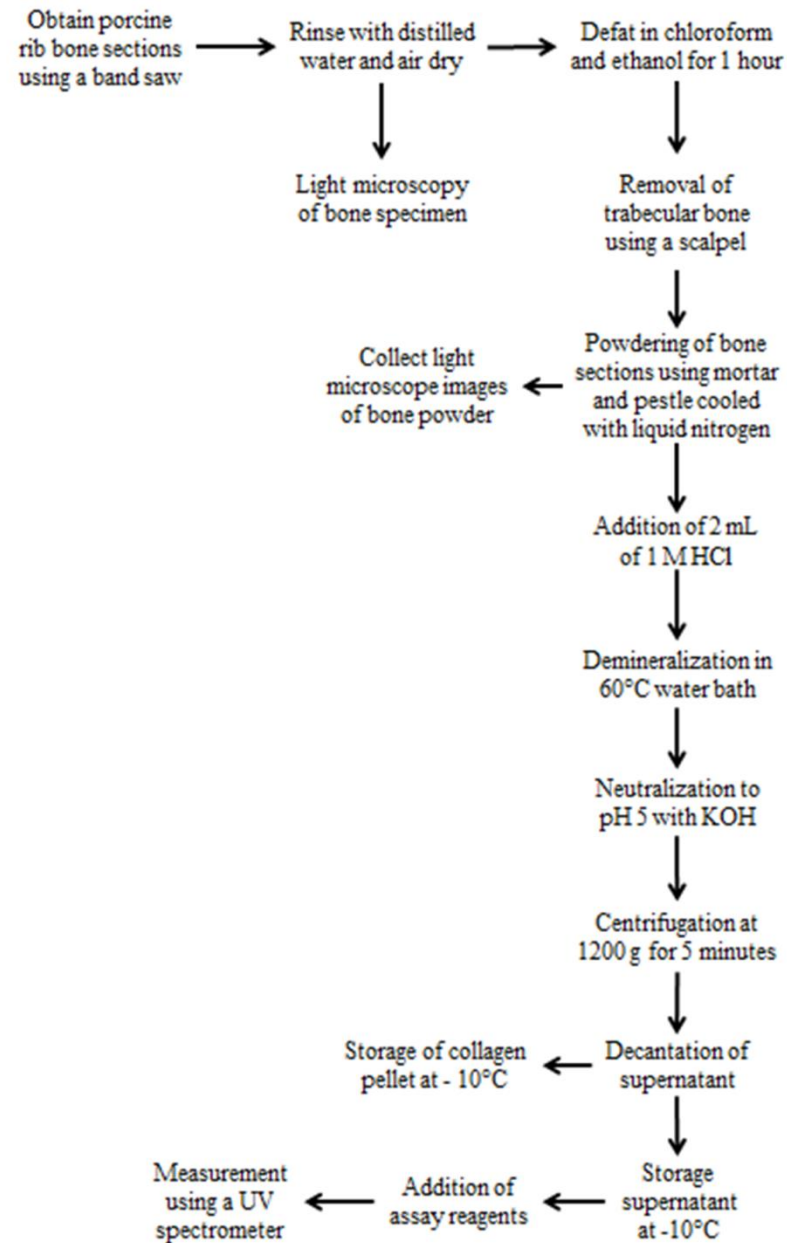 Obtain porcine
rib bone sections
using a band saw
Rinse with distilled
water and air dry
Defat in chloroform
and ethanol for 1 hour
Light microscopy
of bone specimen
Removal of
trabecular bone
using a scalpel
Powdering of bone
sections using mortar
and pestle cooled
with liquid nitrogen
Collect light
microscope images
of bone powder
Addition of 2 mL
of 1 M HCl
Demineralization in
60°C water bath
Neutralization to
pH 5 with KOH
Centrifugation at
1200 g for 5 minutes
Decantation of
supernatant
Storage of collagen
pellet at - 10°C
Storage
supernatant
at -10°C
Addition of
assay reagents
Measurement
using a UV
spectrometer